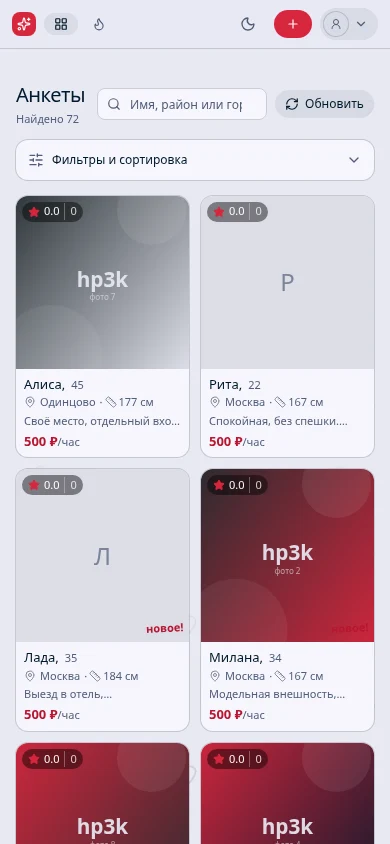 Анкеты
Найдено 72
Имя, район или гор
Обновить
Фильтры и сортировка
0.0 0
hp3k
фото 7
Алиса, 45
Одинцово · 177 см
Своё место, отдельный вхо...
500 ₽/час
0.0 0
Р
Рита, 22
Москва · 167 см
Спокойная, без спешки....
500 ₽/час
0.0 0
Л
новое!
Лада, 35
Москва · 184 см
Выезд в отель,...
500 ₽/час
0.0 0
hp3k
фото 2
новое!
Милана, 34
Москва · 167 см
Модельная внешность,...
500 ₽/час
0.0 0
hp3k
0.0 0
hp3k